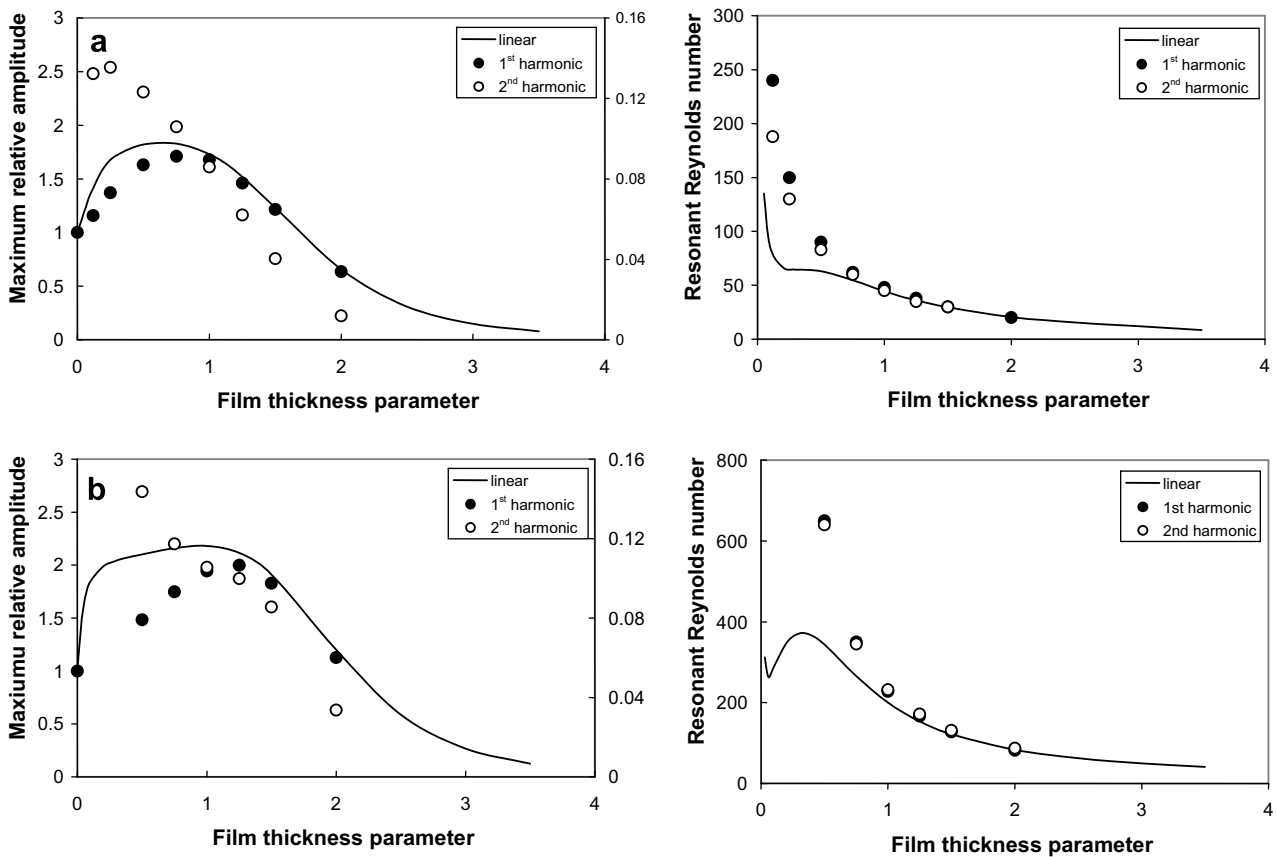 a
Maximum relative amplitude
3
2.5
2
1.5
1
0.5
0
0.16
0.12
0.08
0.04
0
0 1 2 3 4
Film thickness parameter
linear
1st harmonic
2nd harmonic
Resonant Reynolds number
300
250
200
150
100
50
0
0 1 2 3 4
Film thickness parameter
linear
1st harmonic
2nd harmonic
b
Maxiumu relative amplitude
3
2.5
2
1.5
1
0.5
0
0.16
0.12
0.08
0.04
0
0 1 2 3 4
Film thickness parameter
linear
1st harmonic
2nd harmonic
Resonant Reynolds number
800
600
400
200
0
0 1 2 3 4
Film thickness parameter
linear
1st harmonic
2nd harmonic